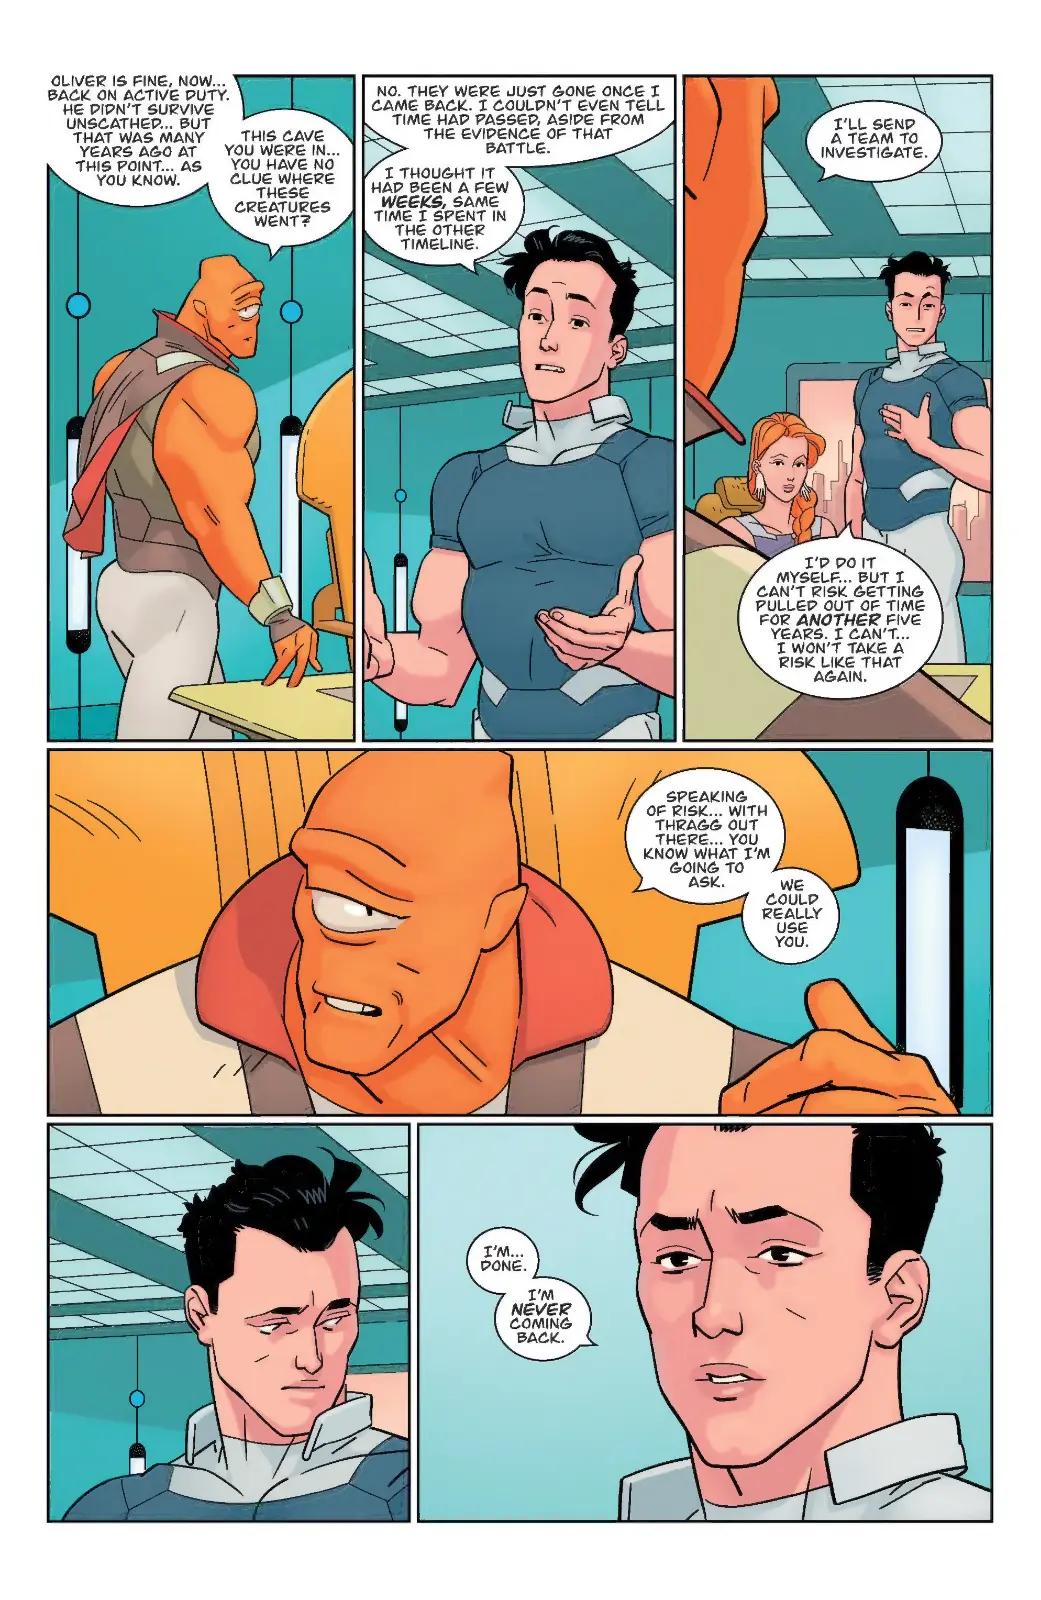 OLIVER IS FINE, NOW...
BACK ON ACTIVE DUTY.
HE DIDN'T SURVIVE
UNSCATHED... BUT
THAT WAS MANY
YEARS AGO AT
THIS POINT... AS
YOU KNOW.
THIS CAVE
YOU WERE IN...
YOU HAVE NO
CLUE WHERE
THESE
CREATURES
WENT?
NO. THEY WERE JUST GONE ONCE I
CAME BACK. I COULDN'T EVEN TELL
TIME HAD PASSED, ASIDE FROM
THE EVIDENCE OF THAT
BATTLE.
I THOUGHT IT
HAD BEEN A FEW
WEEKS, SAME
TIME I SPENT IN
THE OTHER
TIMELINE.
I'LL SEND
A TEAM TO
INVESTIGATE.
I'D DO IT
MYSELF... BUT I
CAN'T RISK GETTING
PULLED OUT OF TIME
FOR ANOTHER FIVE
YEARS. I CAN'T...
I WON'T TAKE A
RISK LIKE THAT
AGAIN.
SPEAKING
OF RISK... WITH
THRAGG OUT
THERE... YOU
KNOW WHAT I'M
GOING TO
ASK.
WE
COULD
REALLY
USE
YOU.
I'M...
DONE.
I'M
NEVER
COMING
BACK.